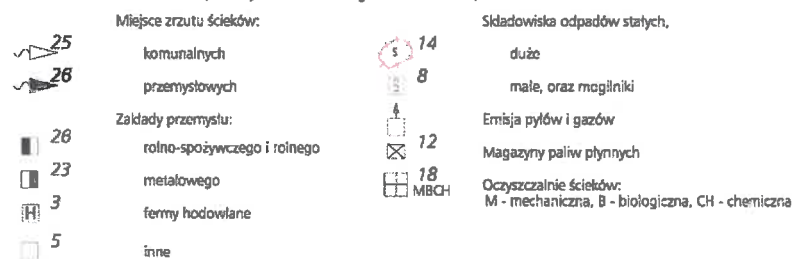 Miejsce zrzutu ścieków:
25 komunalnych
26 przemysłowych
Zakłady przemysłu:
26 rolno-spożywczego i rolnego
23 metalowego
H 3 fermy hodowlane
5 inne
Składowiska odpadów stałych,
S 14 duże
8 małe, oraz mogilniki
Emisja pyłów i gazów
12 Magazyny paliw płynnych
18 Oczyszczalnie ścieków:
MBCH M - mechaniczna, B - biologiczna, CH - chemiczna